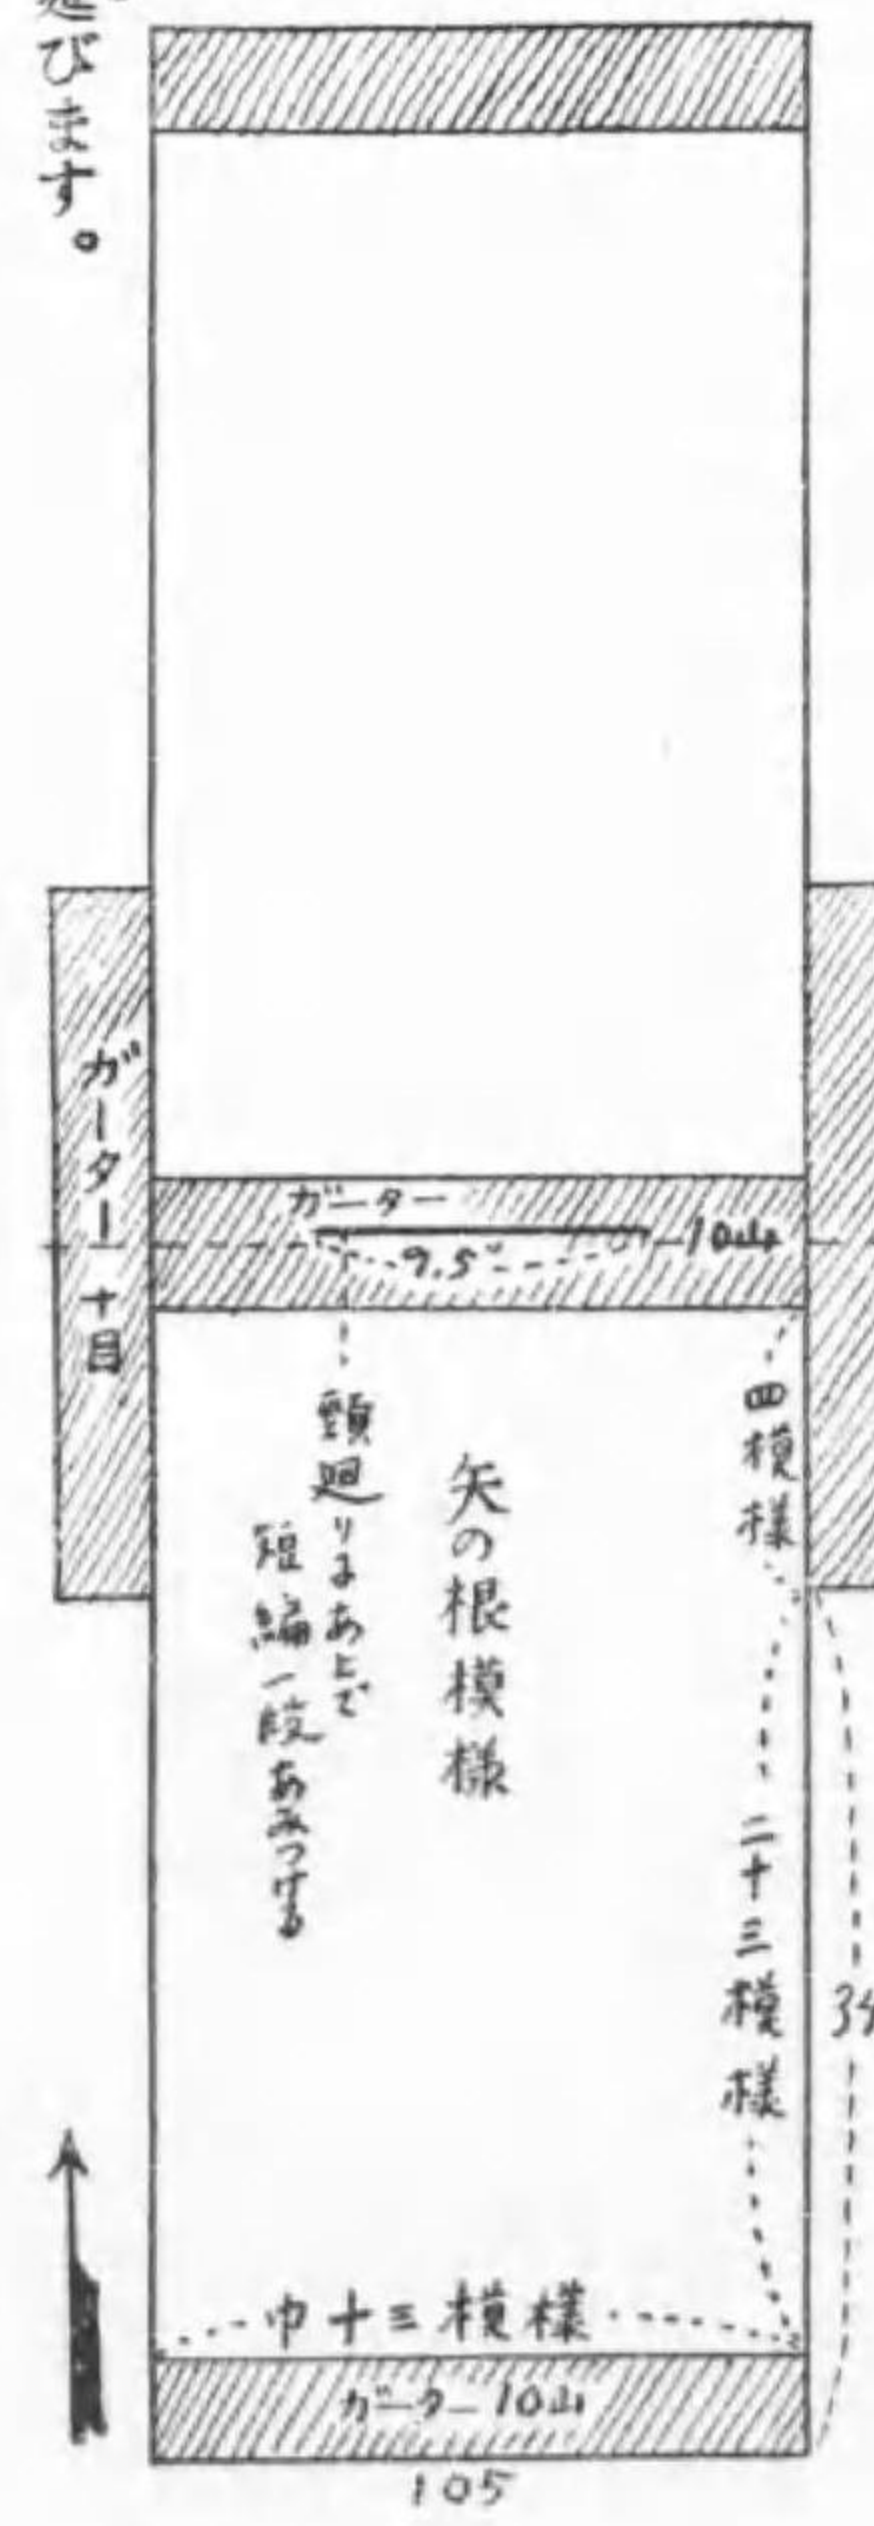 びます。
ガーター 十目
ガーター
10山
9.5"
四模様
頸廻りはあとで
短編一段あみつける
矢の根模様
二十三模様
巾十三模様
ガーター10山
105